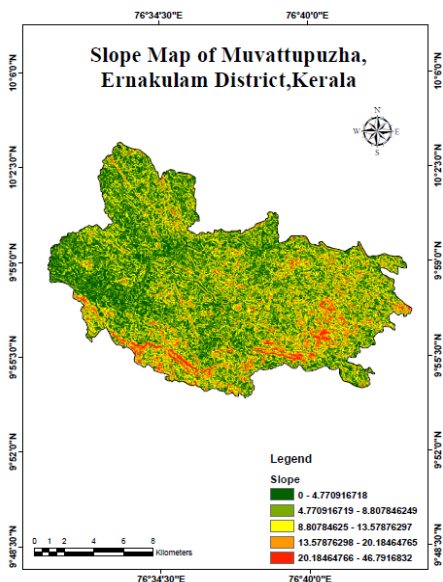 76°34'30"E 76°40'0"E
Slope Map of Muvattupuzha,
Ernakulam District,Kerala
10°6'0"N 10°6'0"N
N
W E
S
10°2'30"N 10°2'30"N
9°59'0"N 9°59'0"N
9°55'30"N 9°55'30"N
9°52'0"N 9°52'0"N
9°48'30"N 9°48'30"N
Legend
Slope
0 - 4.770916718
4.770916719 - 8.807846249
8.80784625 - 13.57876297
13.57876298 - 20.18464765
20.18464766 - 46.7916832
0 1 2 4 6 8
Kilometers
76°34'30"E 76°40'0"E